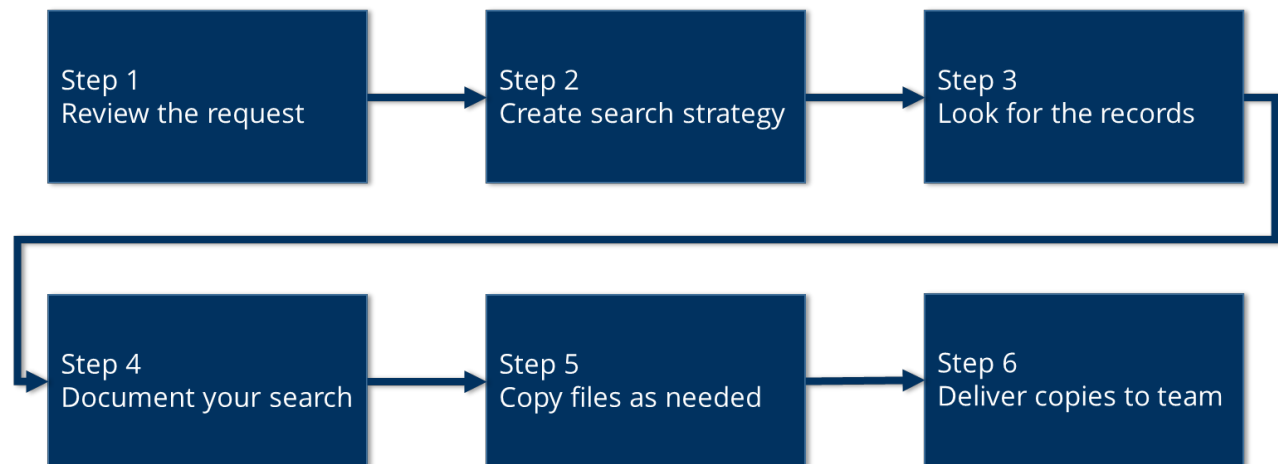 Step 1
Review the request
Step 2
Create search strategy
Step 3
Look for the records
Step 4
Document your search
Step 5
Copy files as needed
Step 6
Deliver copies to team